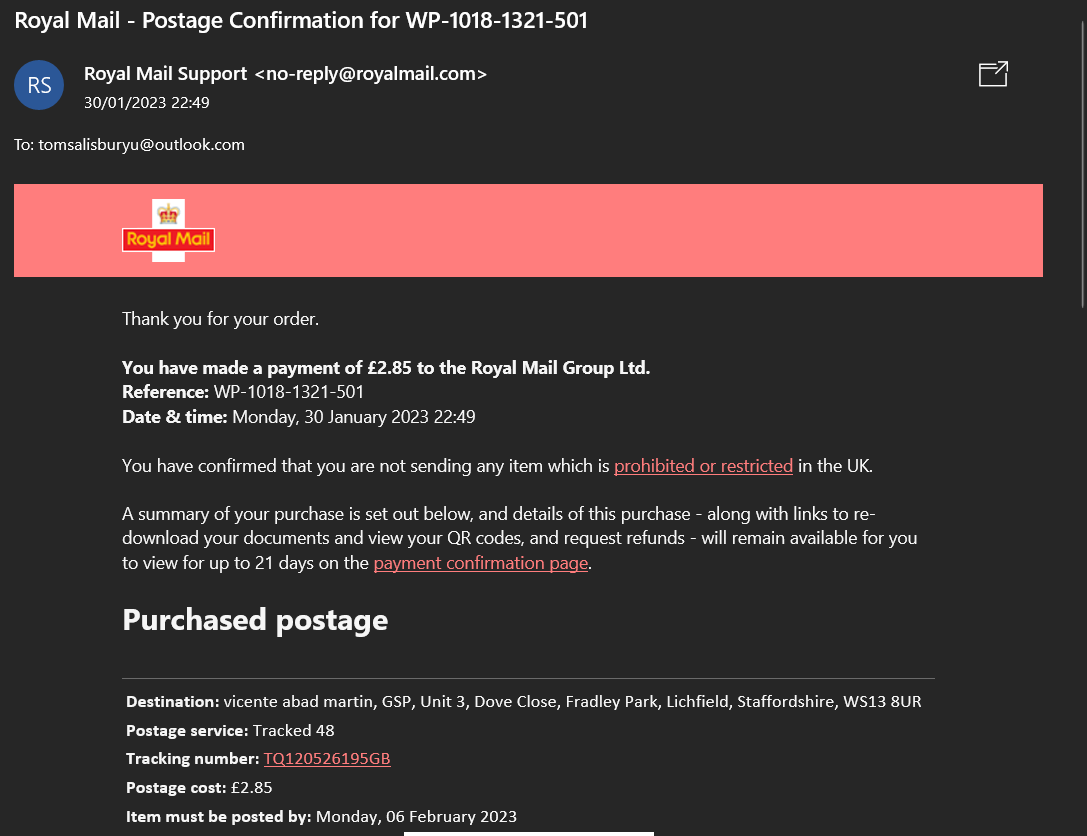 Royal Mail - Postage Confirmation for WP-1018-1321-501
RS
Royal Mail Support <no-reply@royalmail.com>
30/01/2023 22:49
To: tomsalisburyu@outlook.com
Royal Mail
Thank you for your order.
You have made a payment of £2.85 to the Royal Mail Group Ltd.
Reference: WP-1018-1321-501
Date & time: Monday, 30 January 2023 22:49
You have confirmed that you are not sending any item which is prohibited or restricted in the UK.
A summary of your purchase is set out below, and details of this purchase - along with links to re-
download your documents and view your QR codes, and request refunds - will remain available for you
to view for up to 21 days on the payment confirmation page.
Purchased postage
Destination: vicente abad martin, GSP, Unit 3, Dove Close, Fradley Park, Lichfield, Staffordshire, WS13 8UR
Postage service: Tracked 48
Tracking number: TQ120526195GB
Postage cost: £2.85
Item must be posted by: Monday, 06 February 2023